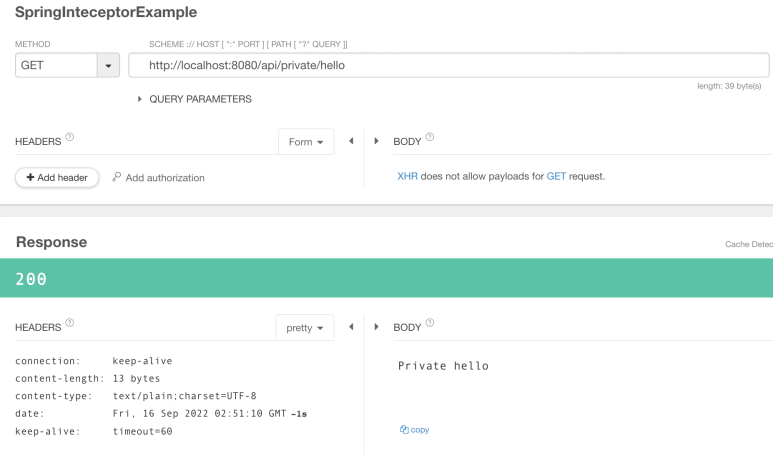 SpringInteceptorExample
METHOD
SCHEME :// HOST [ ":" PORT ] [ PATH [ "?" QUERY ]]
GET
http://localhost:8080/api/private/hello
length: 39 byte(s)
QUERY PARAMETERS
HEADERS ?
Form
BODY ?
+ Add header
Add authorization
XHR does not allow payloads for GET request.
Response
Cache Detec
200
HEADERS ?
pretty
BODY ?
connection: keep-alive
content-length: 13 bytes
content-type: text/plain;charset=UTF-8
date: Fri, 16 Sep 2022 02:51:10 GMT -1s
keep-alive: timeout=60
Private hello
copy